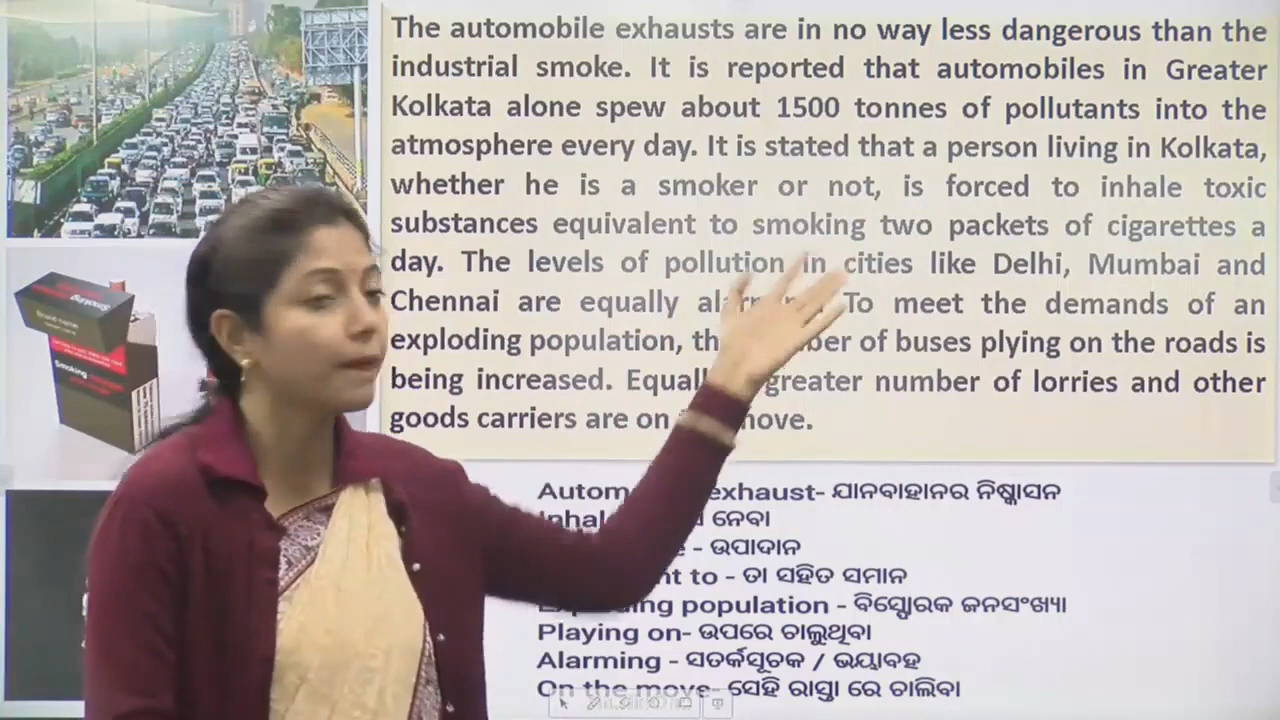 The automobile exhausts are in no way less dangerous than the
industrial smoke. It is reported that automobiles in Greater
Kolkata alone spew about 1500 tonnes of pollutants into the
atmosphere every day. It is stated that a person living in Kolkata,
whether he is a smoker or not, is forced to inhale toxic
substances equivalent to smoking two packets of cigarettes a
day. The levels of pollution in cities like Delhi, Mumbai and
Chennai are equally To meet the demands of an
exploding population, of buses plying on the roads is
being increased. greater number of lorries and other
goods carriers are on move.
Brand name
Smoking
exhaust- ଯାନବାହାନର ନିଷ୍କାସନ
ନେବା
- ଉପାଦାନ
to - ତା ସହିତ ସମାନ
population - ବିସ୍ଫୋରକ ଜନସଂଖ୍ୟା
Playing on- ଉପରେ ଚାଲୁଥିବା
Alarming - ସତର୍କସୂଚକ / ଭୟାବହ
On the move- ସେହି ରାସ୍ତା ରେ ଚାଲିବା